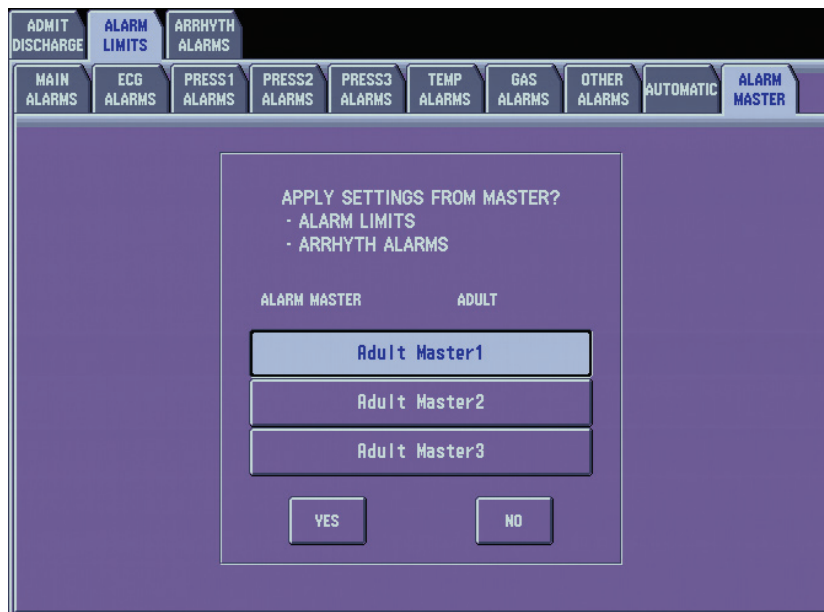 ADMIT DISCHARGE
ALARM LIMITS
ARRHYTH ALARMS
MAIN ALARMS
ECG ALARMS
PRESS1 ALARMS
PRESS2 ALARMS
PRESS3 ALARMS
TEMP ALARMS
GAS ALARMS
OTHER ALARMS
AUTOMATIC
ALARM MASTER
APPLY SETTINGS FROM MASTER?
- ALARM LIMITS
- ARRHYTH ALARMS
ALARM MASTER ADULT
Adult Master1
Adult Master2
Adult Master3
YES NO